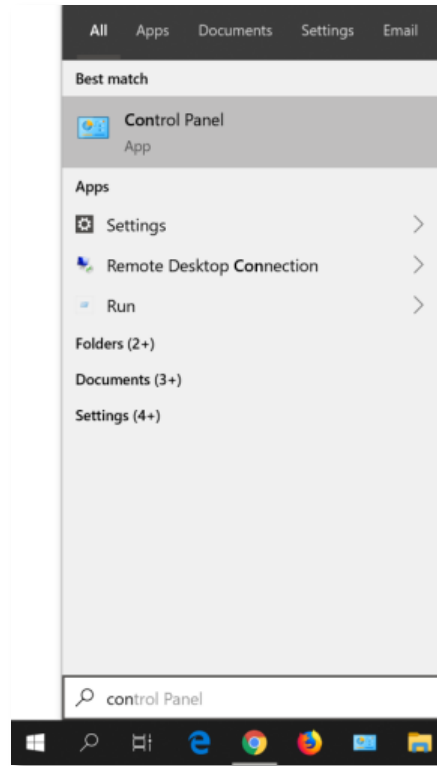 All Apps Documents Settings Email
Best match
Control Panel
App
Apps
Settings
Remote Desktop Connection
Run
Folders (2+)
Documents (3+)
Settings (4+)
control Panel